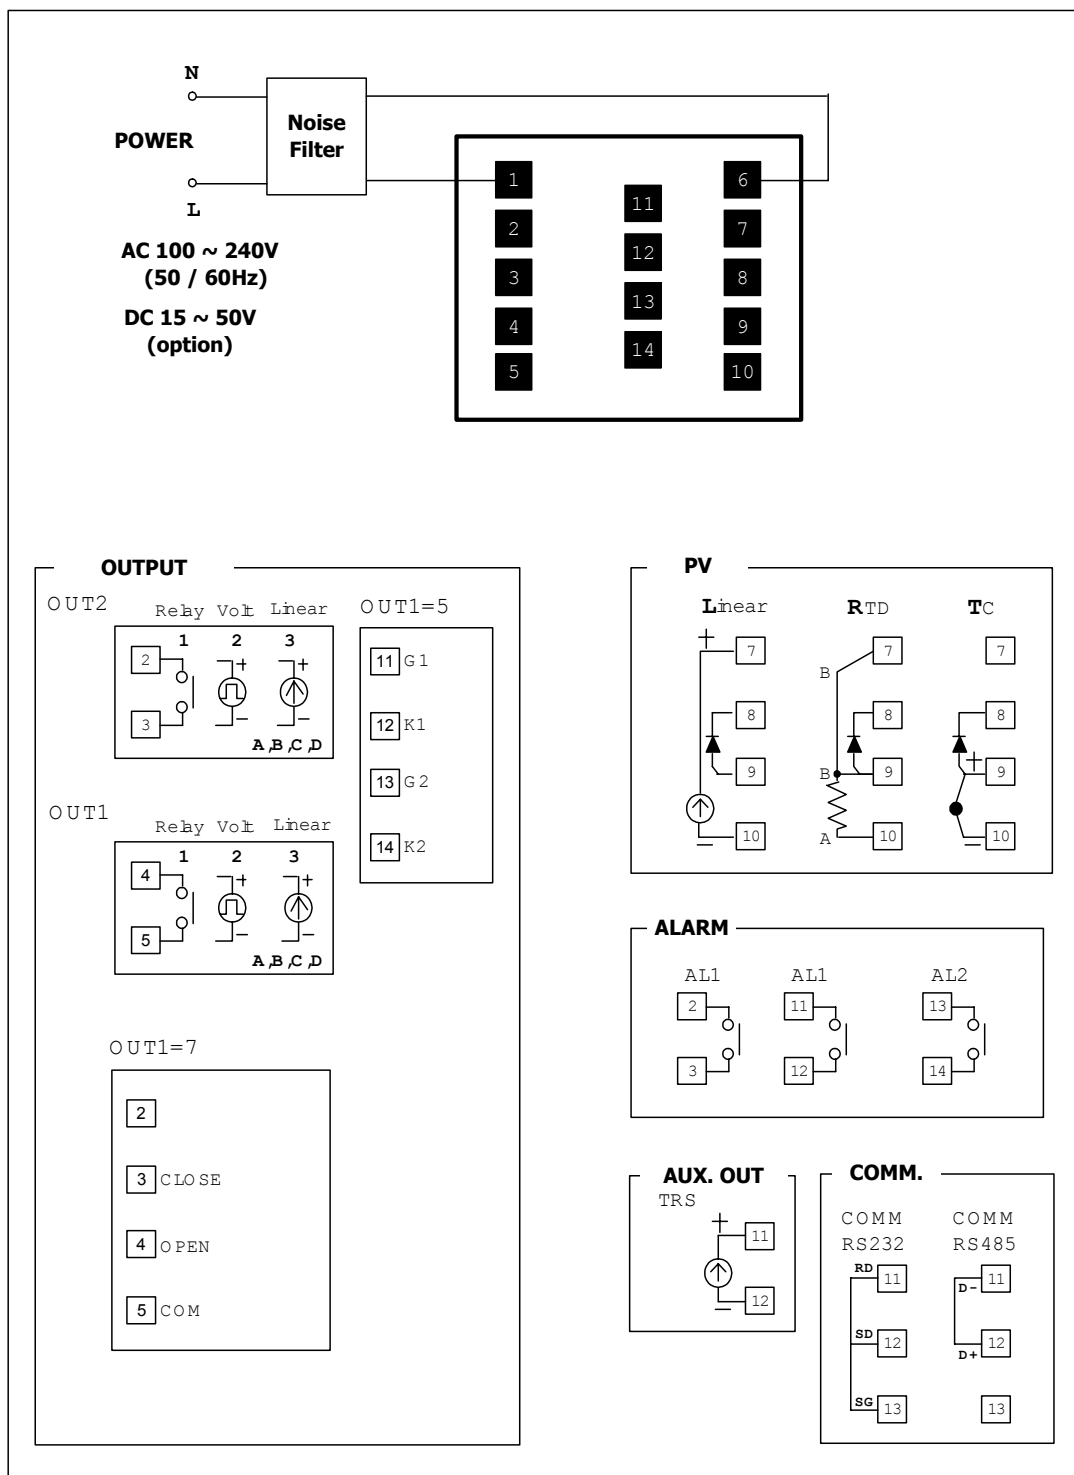 N
POWER
Noise
Filter
L
AC 100 ~ 240V
(50 / 60Hz)
DC 15 ~ 50V
(option)
1
2
3
4
5
11
12
13
14
6
7
8
9
10
OUTPUT
OUT2
Relay Volt Linear
1 2 3
2
+ +
3
− −
A,B,C,D
OUT1
Relay Volt Linear
1 2 3
4
+ +
5
− −
A,B,C,D
OUT1=5
11 G1
12 K1
13 G2
14 K2
OUT1=7
2
3 CLOSE
4 OPEN
5 COM
PV
Linear RTD TC
+ 7
8
9
− 10
B 7
8
B 9
A 10
7
8
+ 9
− 10
ALARM
AL1 AL1 AL2
2 11 13
3 12 14
AUX. OUT
TRS
+ 11
− 12
COMM.
COMM
RS232
RD 11
SD 12
SG 13
COMM
RS485
D- 11
D+ 12
13